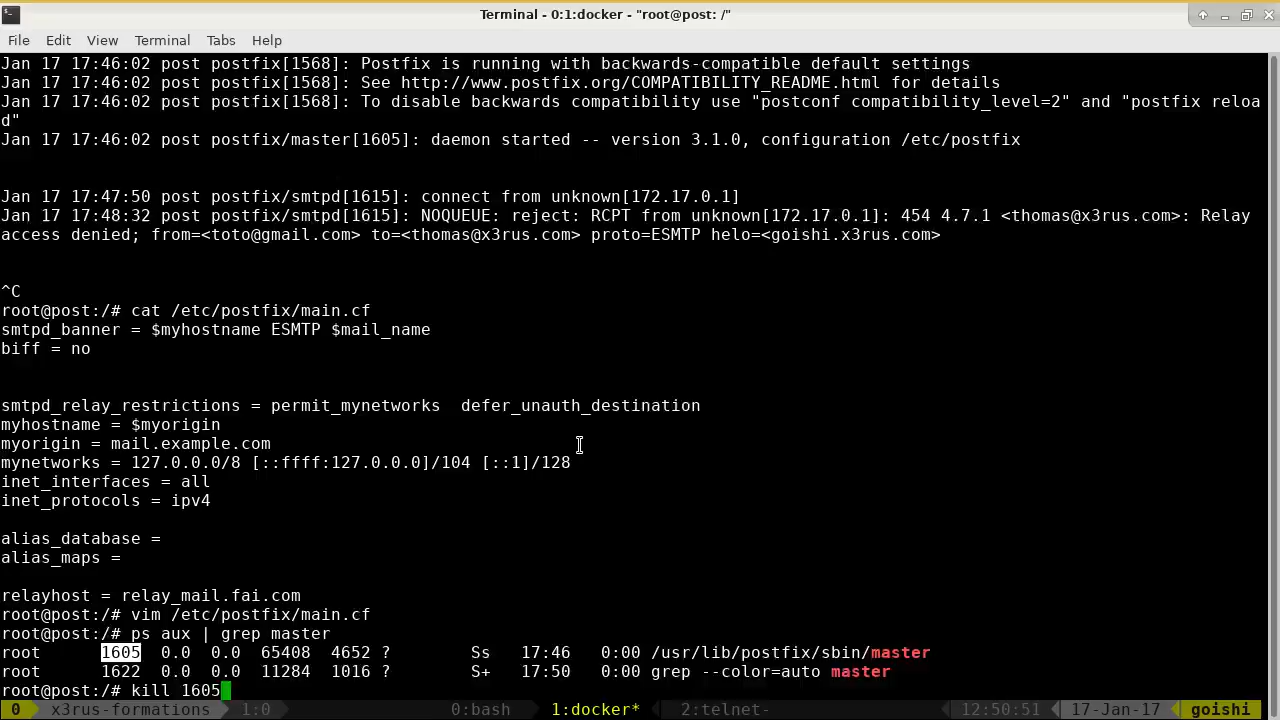 Terminal - 0:1:docker - "root@post: /"
File Edit View Terminal Tabs Help
Jan 17 17:46:02 post postfix[1568]: Postfix is running with backwards-compatible default settings
Jan 17 17:46:02 post postfix[1568]: See http://www.postfix.org/COMPATIBILITY_README.html for details
Jan 17 17:46:02 post postfix[1568]: To disable backwards compatibility use "postconf compatibility_level=2" and "postfix reloa
d"
Jan 17 17:46:02 post postfix/master[1605]: daemon started -- version 3.1.0, configuration /etc/postfix
Jan 17 17:47:50 post postfix/smtpd[1615]: connect from unknown[172.17.0.1]
Jan 17 17:48:32 post postfix/smtpd[1615]: NOQUEUE: reject: RCPT from unknown[172.17.0.1]: 454 4.7.1 <thomas@x3rus.com>: Relay
access denied; from=<toto@gmail.com> to=<thomas@x3rus.com> proto=ESMTP helo=<goishi.x3rus.com>
^C
root@post:/# cat /etc/postfix/main.cf
smtpd_banner = $myhostname ESMTP $mail_name
biff = no
smtpd_relay_restrictions = permit_mynetworks  defer_unauth_destination
myhostname = $myorigin
myorigin = mail.example.com
mynetworks = 127.0.0.0/8 [::ffff:127.0.0.0]/104 [::1]/128
inet_interfaces = all
inet_protocols = ipv4
alias_database =
alias_maps =
relayhost = relay_mail.fai.com
root@post:/# vim /etc/postfix/main.cf
root@post:/# ps aux | grep master
root      1605  0.0  0.0  65408  4652 ?        Ss   17:46   0:00 /usr/lib/postfix/sbin/master
root      1622  0.0  0.0  11284  1016 ?        S+   17:50   0:00 grep --color=auto master
root@post:/# kill 1605
0 x3rus-formations 1:0 0:bash 1:docker* 2:telnet- 12:50:51 17-Jan-17 goishi